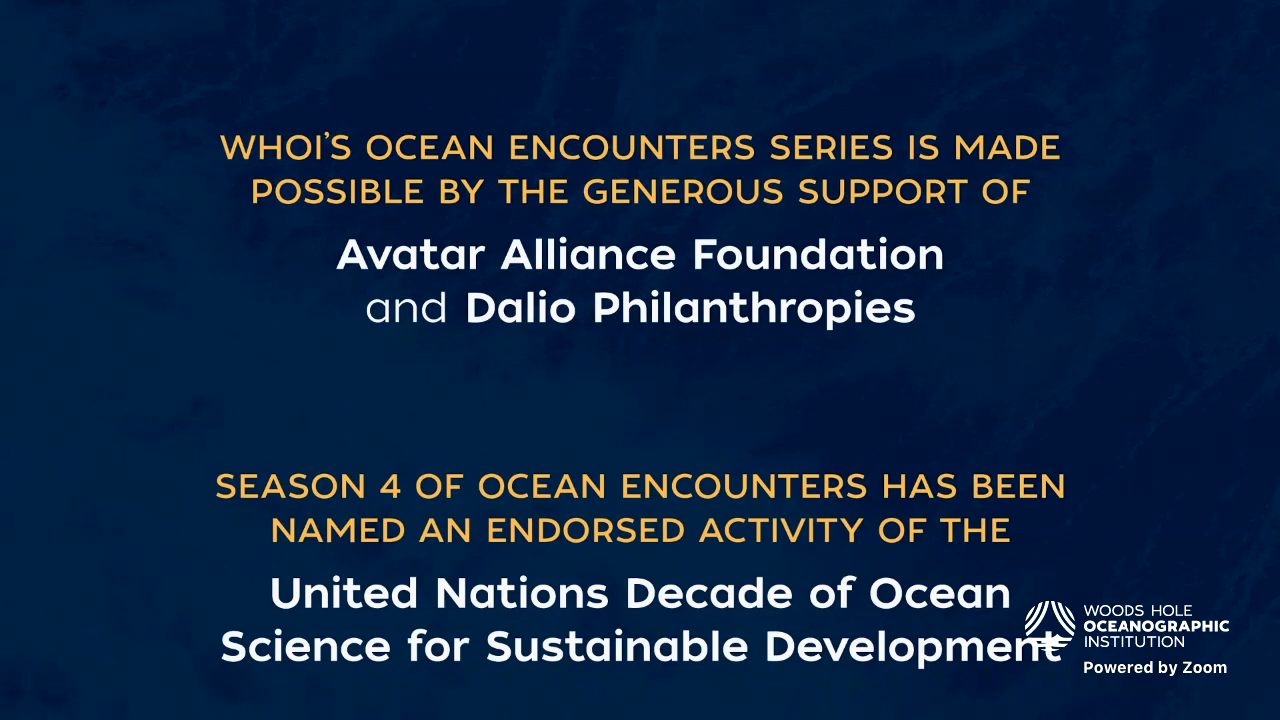 WHOI'S OCEAN ENCOUNTERS SERIES IS MADE
POSSIBLE BY THE GENEROUS SUPPORT OF
Avatar Alliance Foundation
and Dalio Philanthropies
SEASON 4 OF OCEAN ENCOUNTERS HAS BEEN
NAMED AN ENDORSED ACTIVITY OF THE
United Nations Decade of Ocean
Science for Sustainable Development
WOODS HOLE
OCEANOGRAPHIC
INSTITUTION
Powered by Zoom